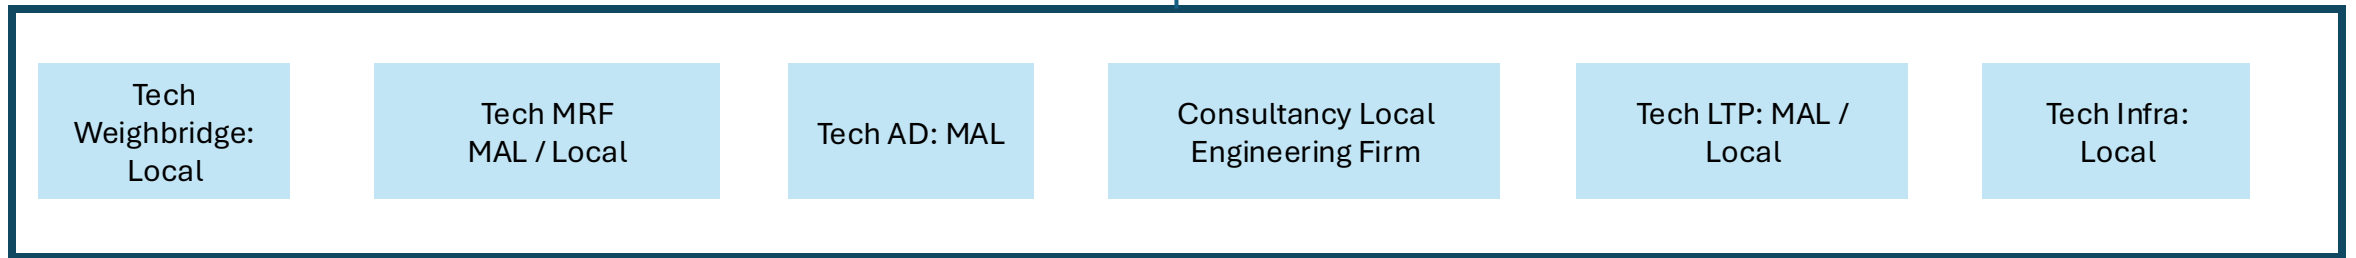 Tech
Weighbridge:
Local
Tech MRF
MAL / Local
Tech AD: MAL
Consultancy Local
Engineering Firm
Tech LTP: MAL /
Local
Tech Infra:
Local